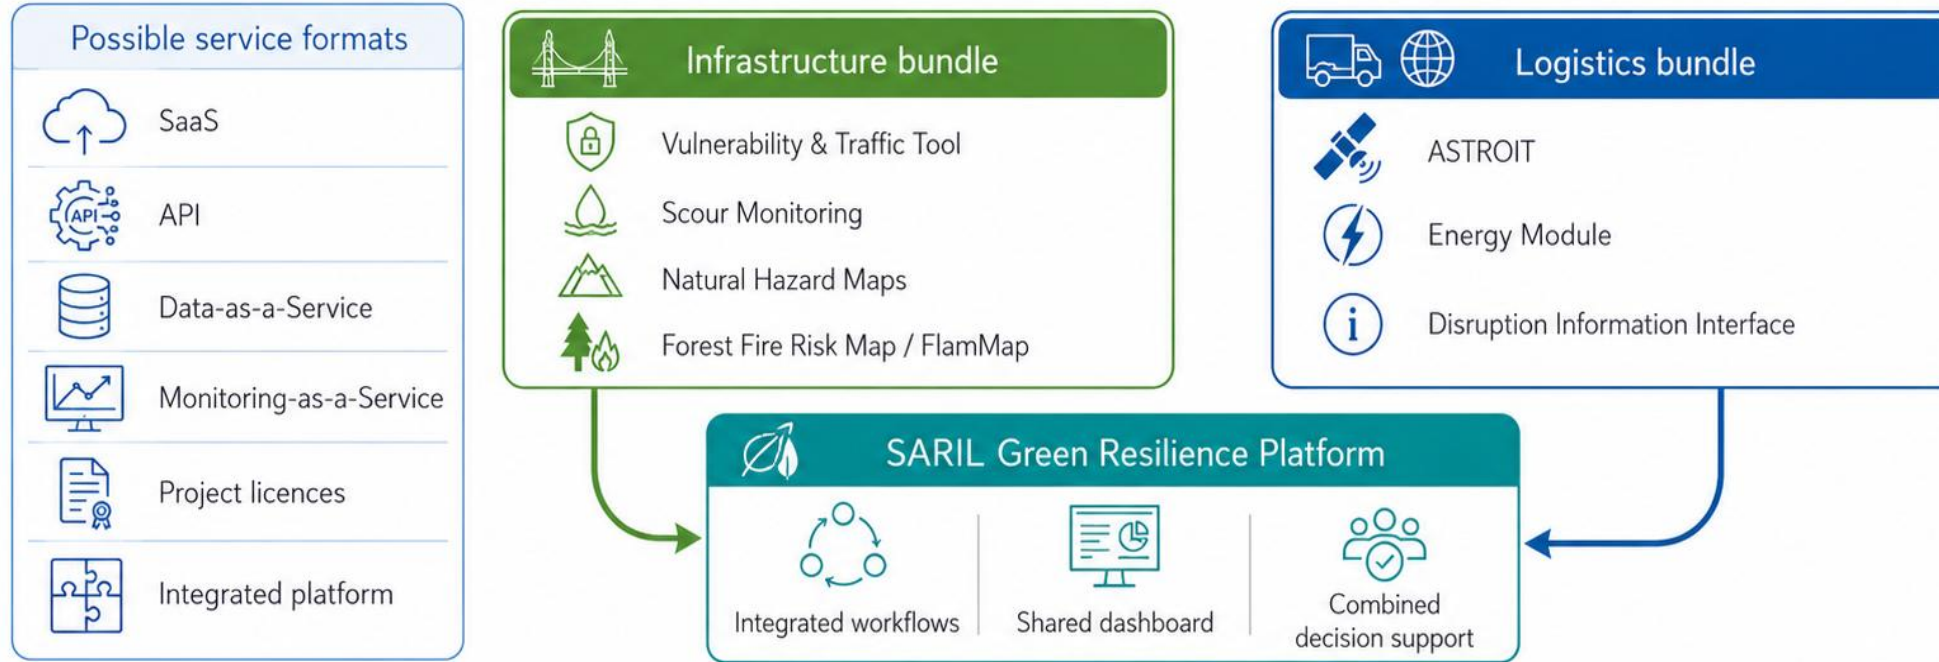 Possible service formats
SaaS
API
API
Data-as-a-Service
Monitoring-as-a-Service
Project licences
Integrated platform
Infrastructure bundle
Vulnerability & Traffic Tool
Scour Monitoring
Natural Hazard Maps
Forest Fire Risk Map / FlamMap
Logistics bundle
ASTROIT
Energy Module
i
Disruption Information Interface
SARIL Green Resilience Platform
Integrated workflows
Shared dashboard
Combined
decision support